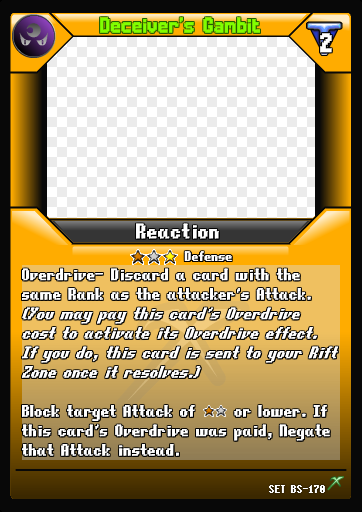 Deceiver's Gambit
2
Reaction
Defense
Overdrive- Discard a card with the
same Rank as the attacker's Attack.
(You may pay this card's Overdrive
cost to activate its Overdrive effect.
If you do, this card is sent to your Rift
Zone once it resolves.)
Block target Attack of or lower. If
this card's Overdrive was paid, Negate
that Attack instead.
SET BS-170